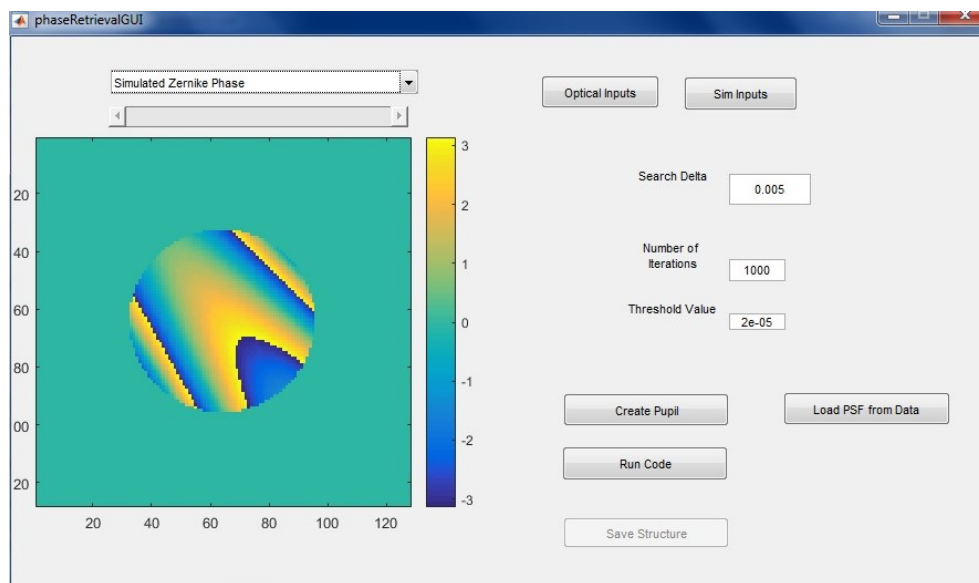 phaseRetrievalGUI
Simulated Zernike Phase
Optical Inputs
Sim Inputs
Search Delta
0.005
Number of
Iterations
1000
Threshold Value
2e-05
Create Pupil
Load PSF from Data
Run Code
Save Structure
20
40
60
80
00
20
20
40
60
80
100
120
3
2
1
0
-1
-2
-3